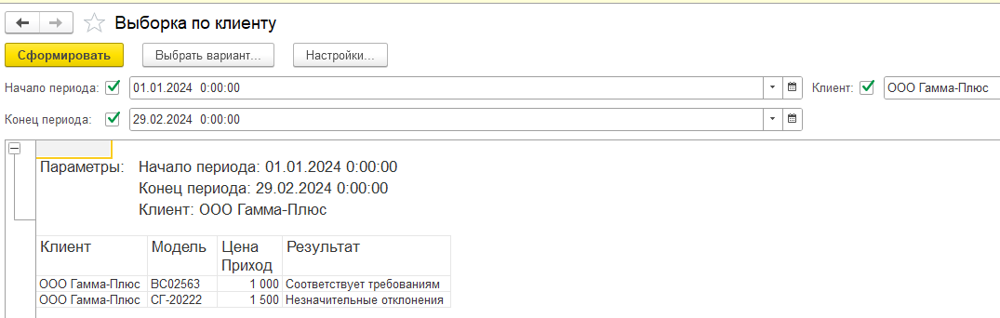 Выборка по клиенту
Сформировать Выбрать вариант... Настройки...
Начало периода: 01.01.2024 0:00:00 Клиент: ООО Гамма-Плюс
Конец периода: 29.02.2024 0:00:00
Параметры: Начало периода: 01.01.2024 0:00:00
Конец периода: 29.02.2024 0:00:00
Клиент: ООО Гамма-Плюс
Клиент Модель Цена Результат
Приход
ООО Гамма-Плюс ВС02563 1 000 Соответствует требованиям
ООО Гамма-Плюс СГ-20222 1 500 Незначительные отклонения